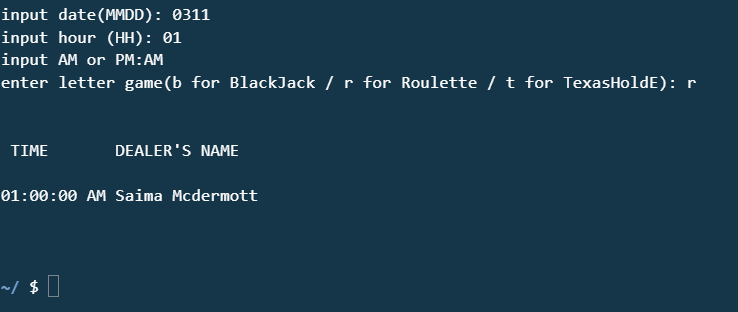 input date(MMDD): 0311
input hour (HH): 01
input AM or PM:AM
enter letter game(b for BlackJack / r for Roulette / t for TexasHoldE): r
TIME DEALER'S NAME
01:00:00 AM Saima Mcdermott
~/ $